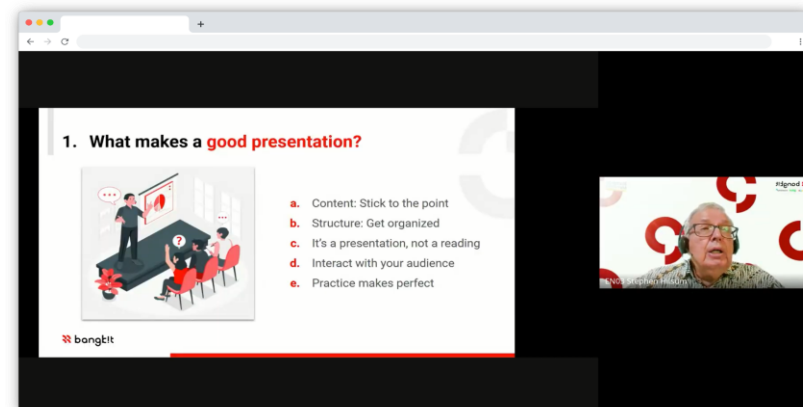 1. What makes a good presentation?
a. Content: Stick to the point
b. Structure: Get organized
c. It's a presentation, not a reading
d. Interact with your audience
e. Practice makes perfect
bangk!t